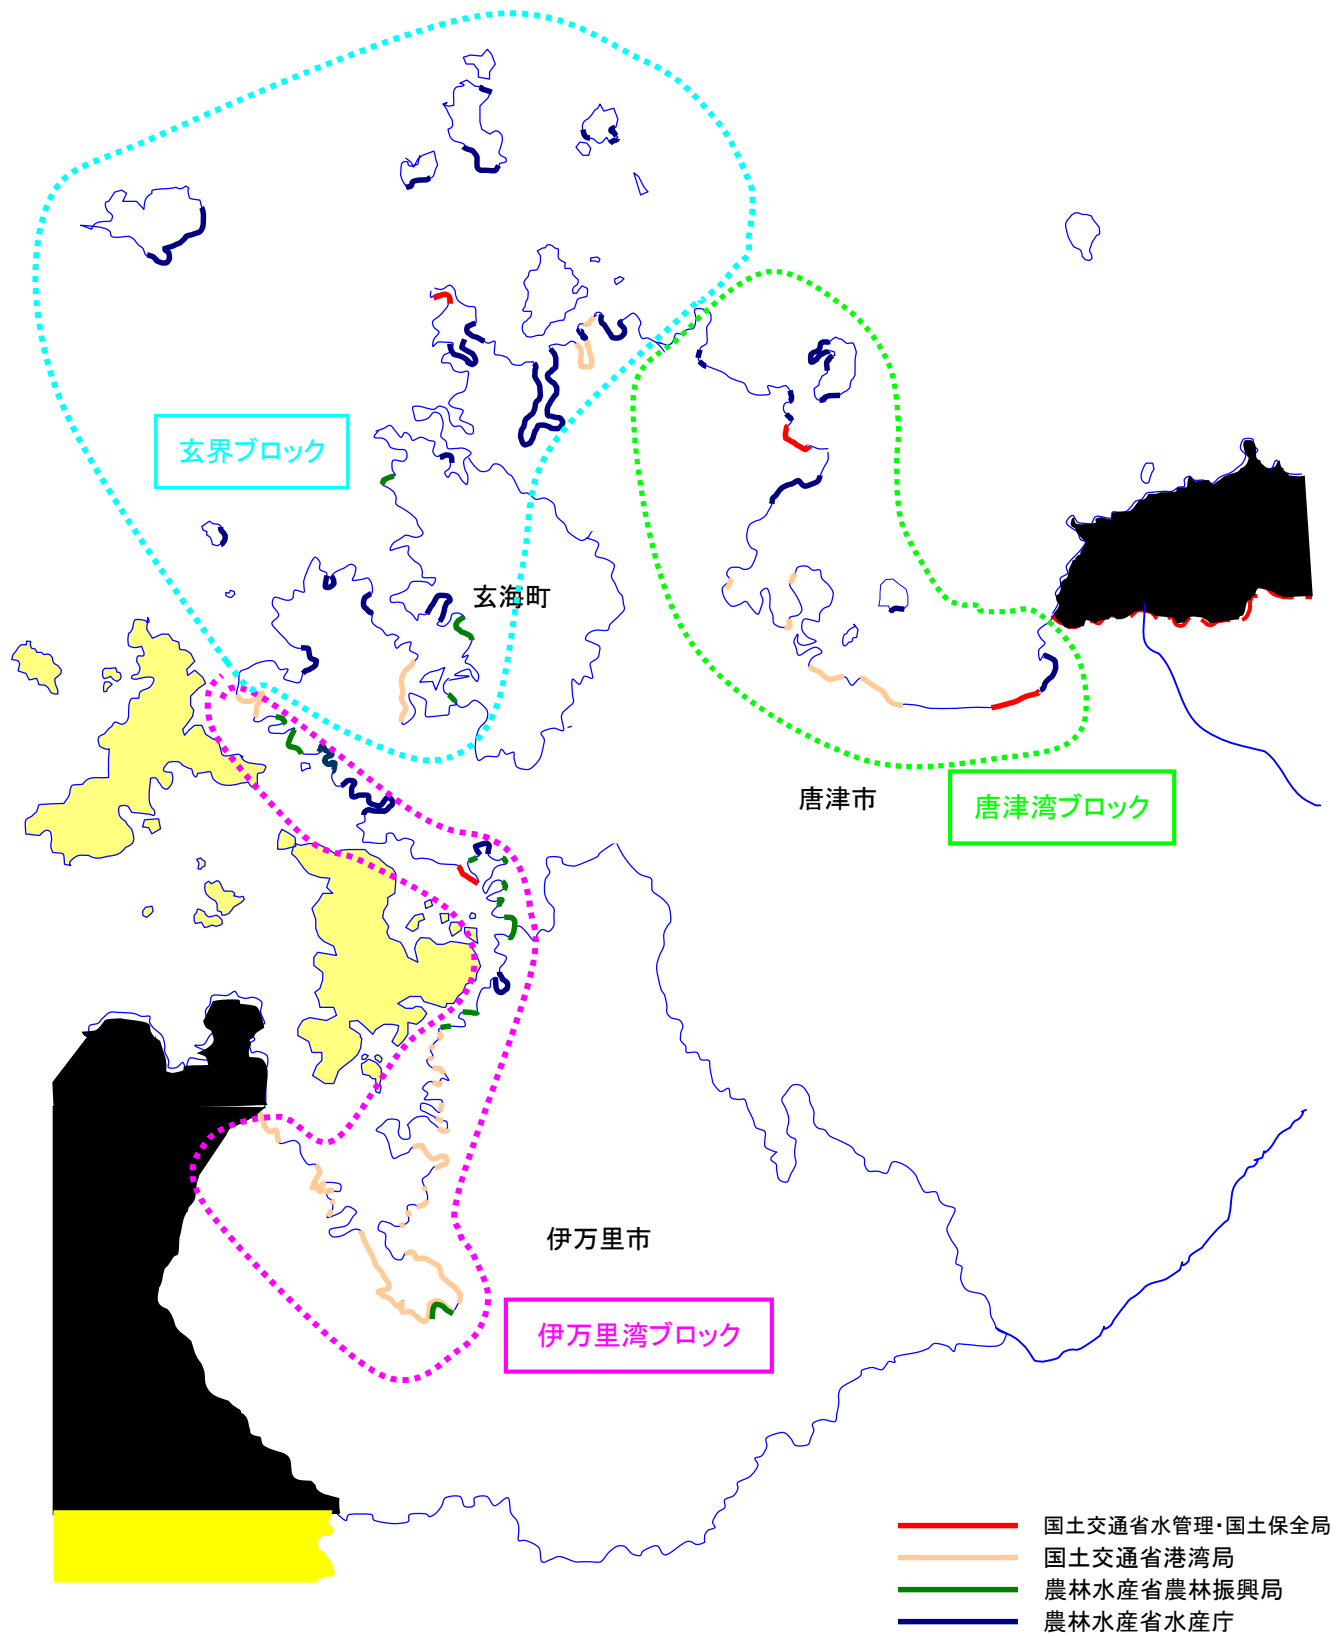 玄界ブロック
玄海町
唐津市
唐津湾ブロック
伊万里市
伊万里湾ブロック
国土交通省水管理・国土保全局
国土交通省港湾局
農林水産省農林振興局
農林水産省水産庁